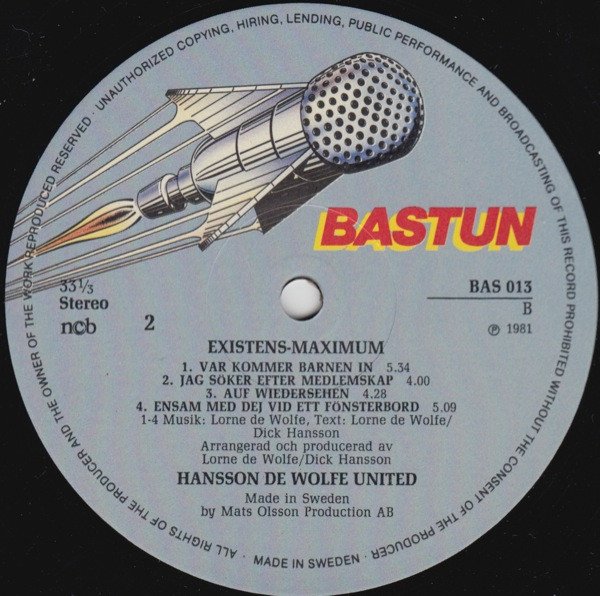 ALL RIGHTS OF THE PRODUCER AND THE OWNER OF THE WORK REPRODUCED RESERVED · UNAUTHORIZED COPYING, HIRING, LENDING, PUBLIC PERFORMANCE AND BROADCASTING OF THIS RECORD PROHIBITED WITHOUT THE CONSENT OF THE PRODUCER · MADE IN SWEDEN ·
BASTUN
33 1/3
Stereo
ncb
2
BAS 013
B
℗ 1981
EXISTENS-MAXIMUM
1. VAR KOMMER BARNEN IN 5.34
2. JAG SÖKER EFTER MEDLEMSKAP 4.00
3. AUF WIEDERSEHEN 4.28
4. ENSAM MED DEJ VID ETT FÖNSTERBORD 5.09
1-4 Musik: Lorne de Wolfe, Text: Lorne de Wolfe/
Dick Hansson
Arrangerad och producerad av
Lorne de Wolfe/Dick Hansson
HANSSON DE WOLFE UNITED
Made in Sweden
by Mats Olsson Production AB